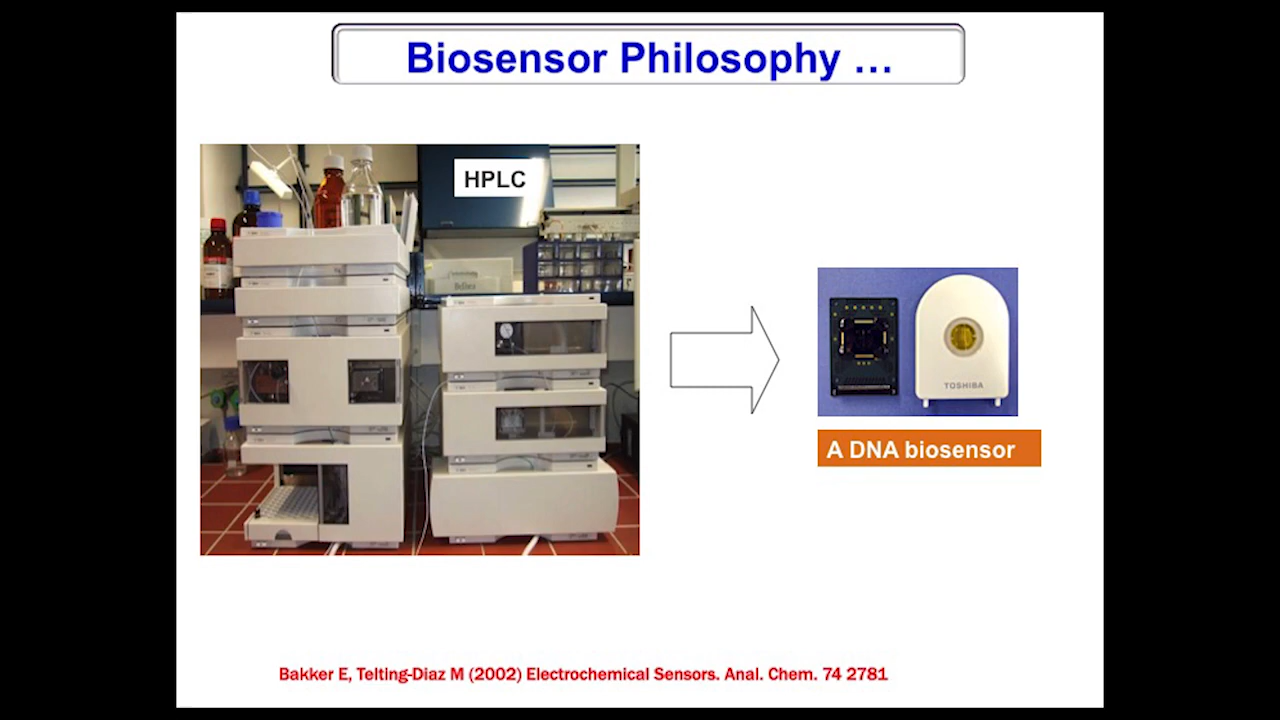 Biosensor Philosophy ...
HPLC
TOSHIBA
A DNA biosensor
Bakker E, Telting-Diaz M (2002) Electrochemical Sensors. Anal. Chem. 74 2781